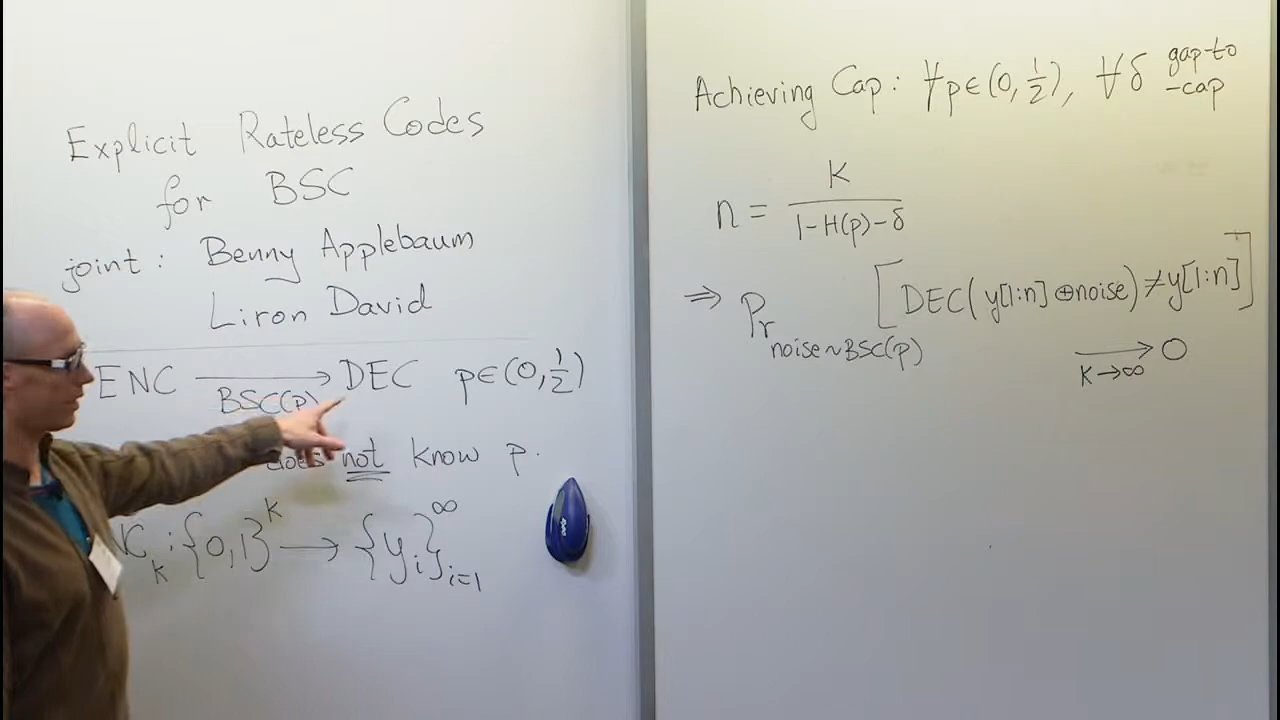 Explicit Rateless Codes
for BSC
joint: Benny Applebaum
Liron David
ENC ⟶ DEC p∈(0,1/2)
BSC(p)
does not know p.
k : {0,1}^k ⟶ {y_i}_{i=1}^∞
Achieving Cap: ∀p∈(0,1/2), ∀δ gap-to
-cap
n = K / (1-H(p)-δ)
⇒ Pr_{noise~BSC(p)} [DEC(y[1:n]⊕noise)≠y[1:n]]
⟶_{K→∞} 0